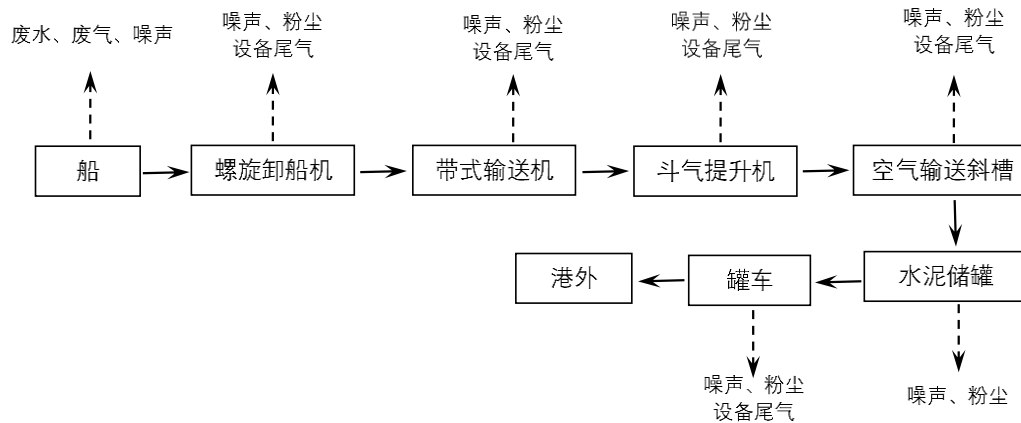 废水、废气、噪声
噪声、粉尘
设备尾气
噪声、粉尘
设备尾气
噪声、粉尘
设备尾气
噪声、粉尘
设备尾气
船
螺旋卸船机
带式输送机
斗气提升机
空气输送斜槽
港外
罐车
水泥储罐
噪声、粉尘
设备尾气
噪声、粉尘